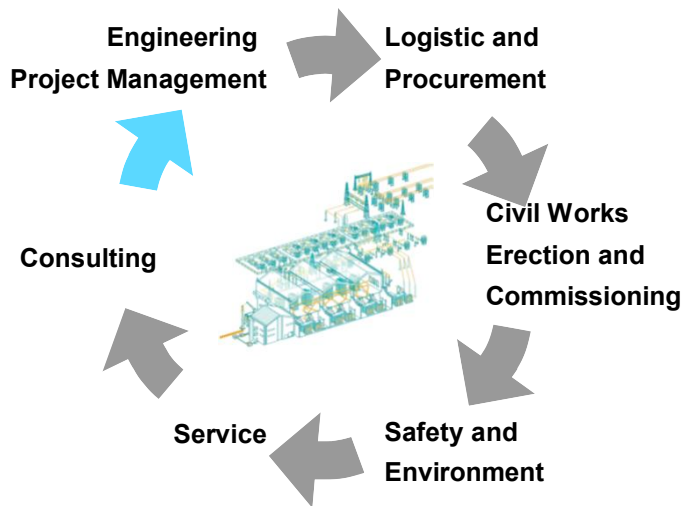 Engineering
Project Management
Logistic and
Procurement
Civil Works
Erection and
Commissioning
Safety and
Environment
Service
Consulting